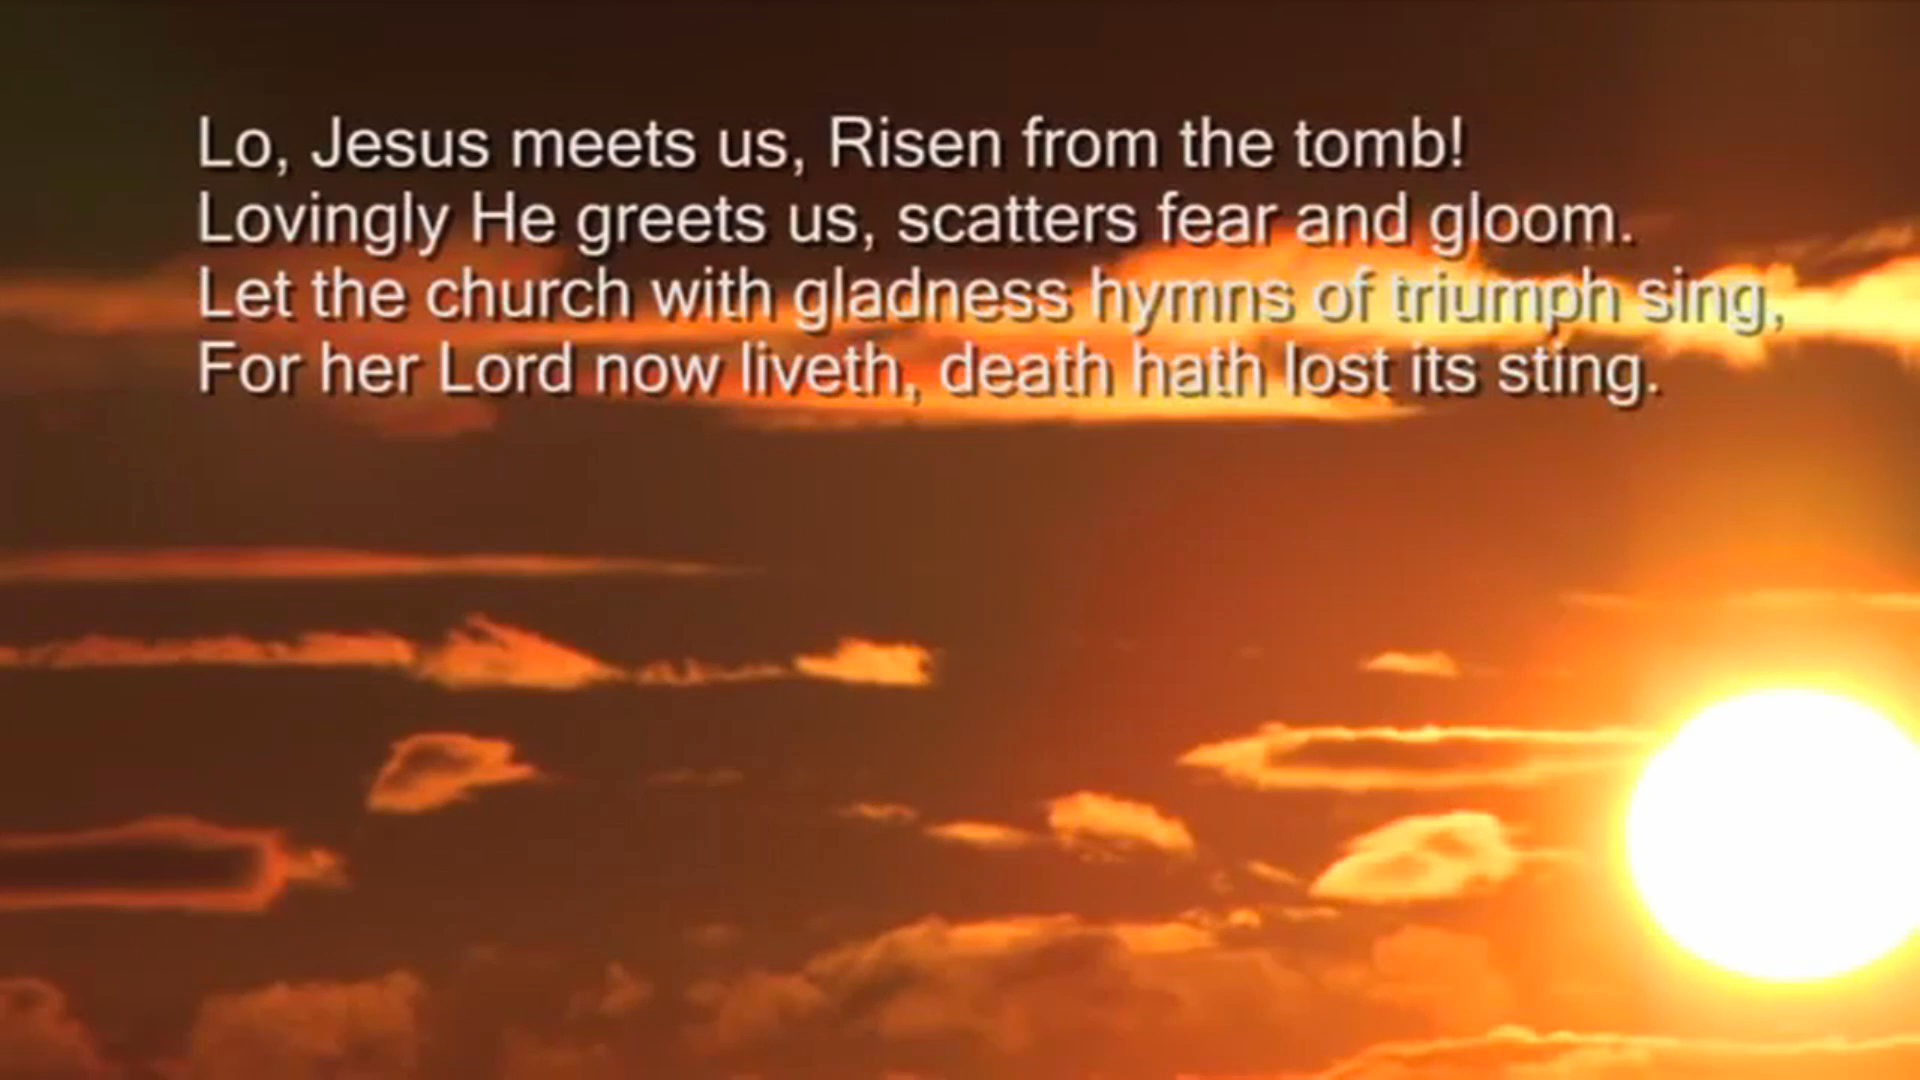 Lo, Jesus meets us, Risen from the tomb!
Lovingly He greets us, scatters fear and gloom.
Let the church with gladness hymns of triumph sing,
For her Lord now liveth, death hath lost its sting.